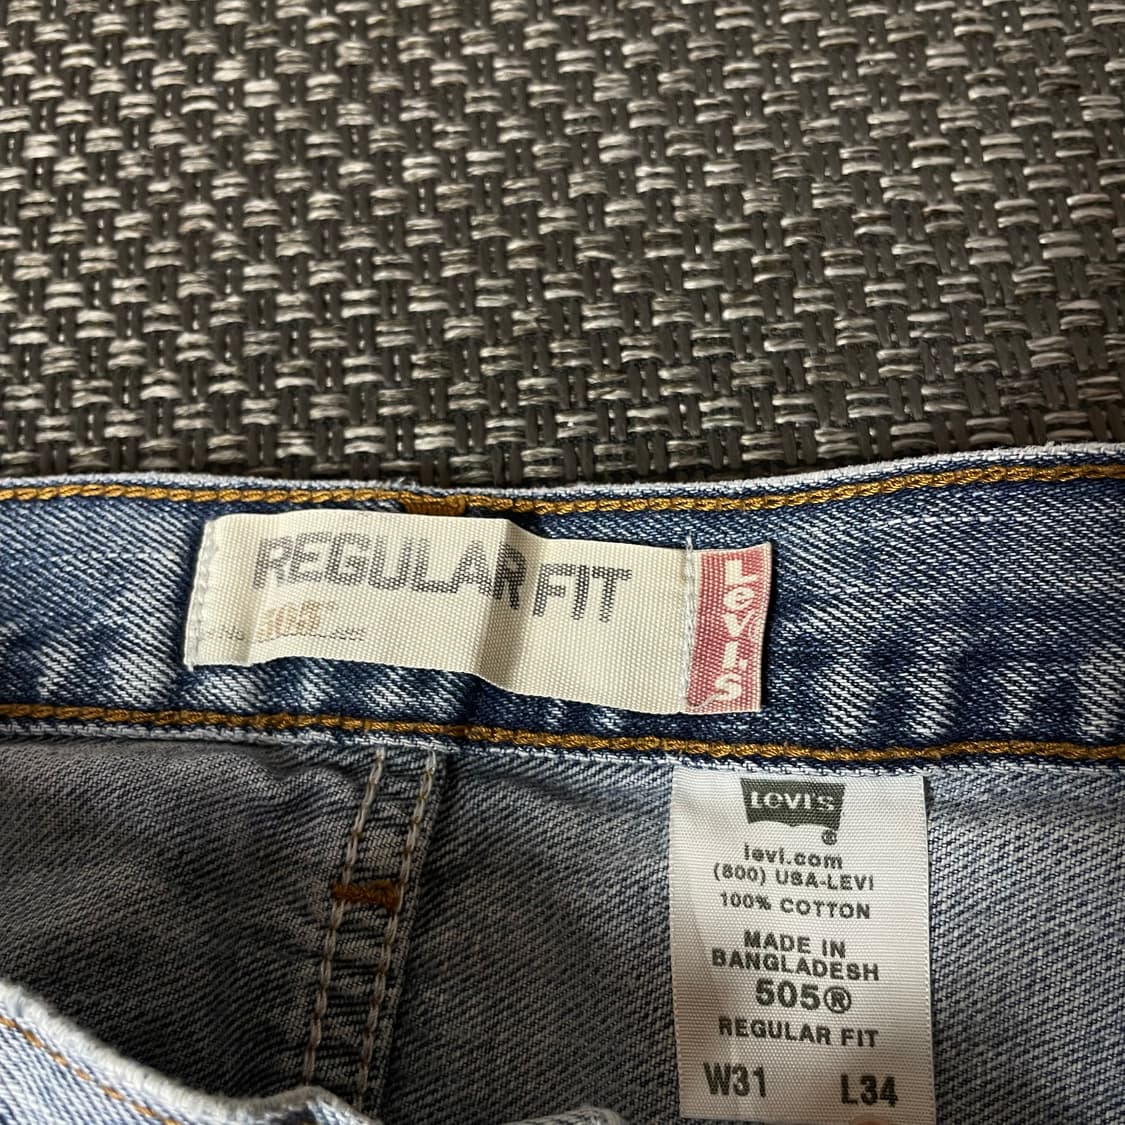 REGULAR FIT
505™
LeVI'S
LEVI'S
®
levi.com
(800) USA-LEVI
100% COTTON
MADE IN
BANGLADESH
505®
REGULAR FIT
W31 L34